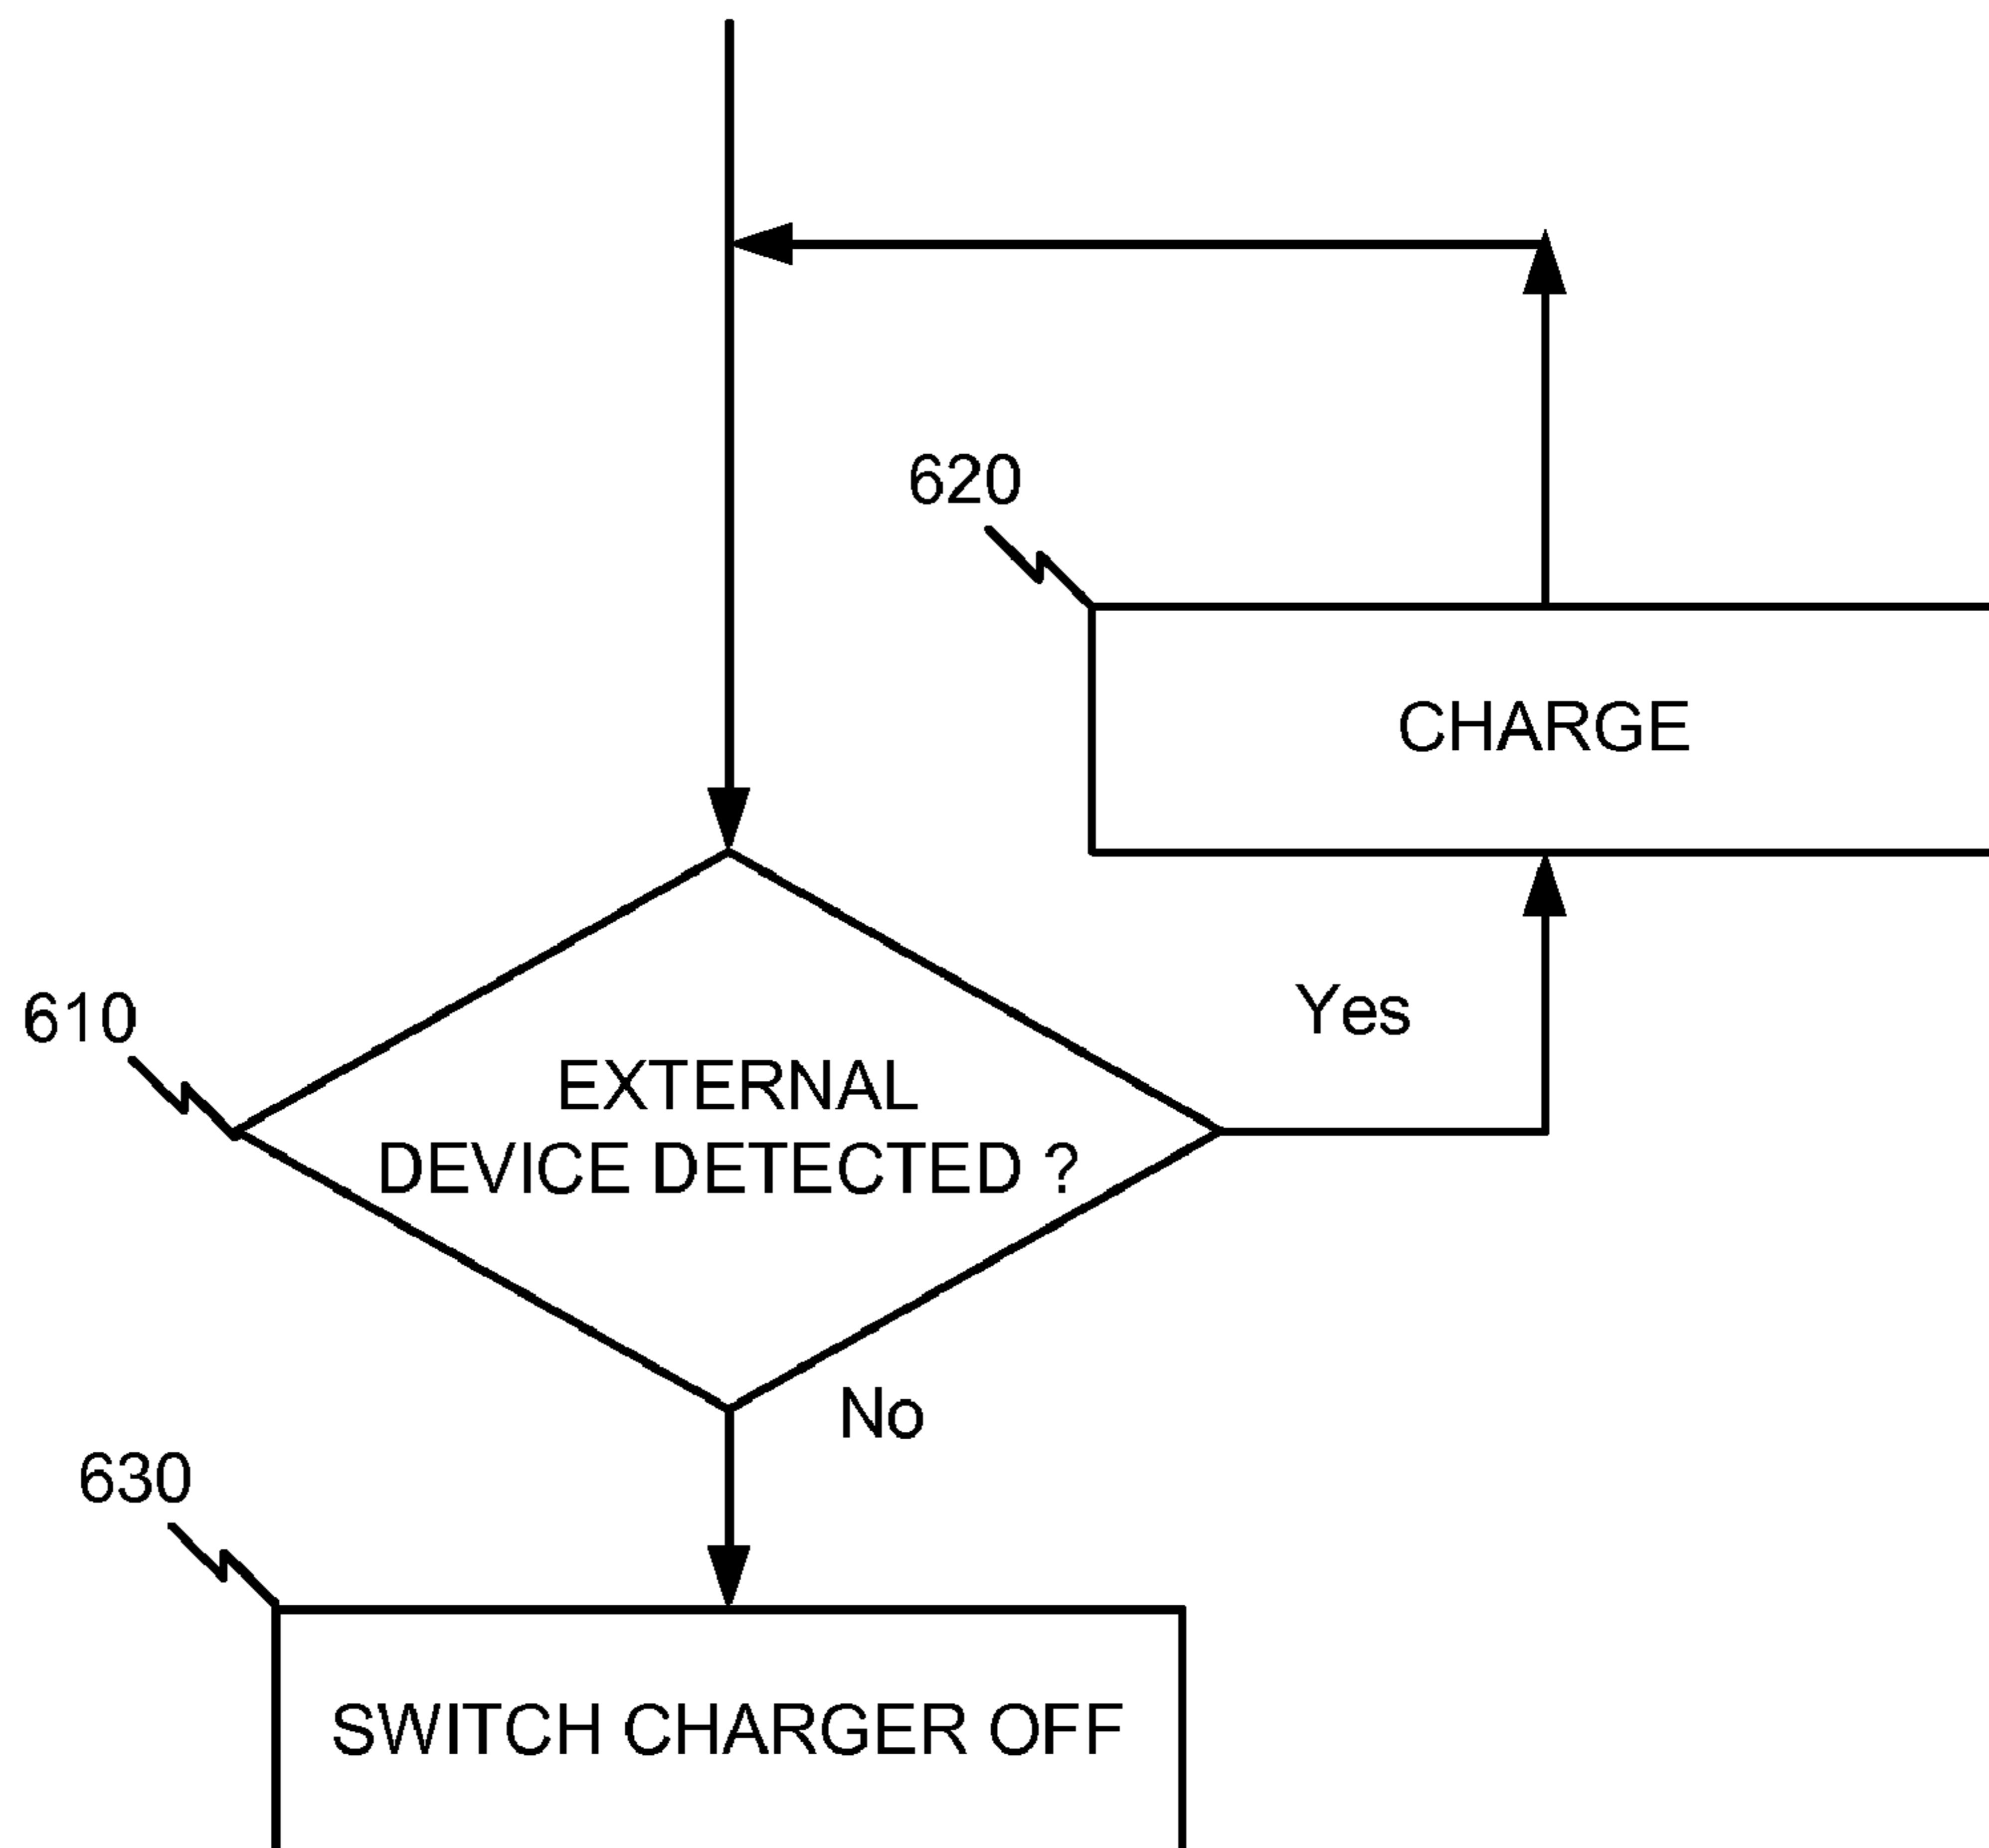 620
CHARGE
610
Yes
EXTERNAL
DEVICE DETECTED ?
No
630
SWITCH CHARGER OFF